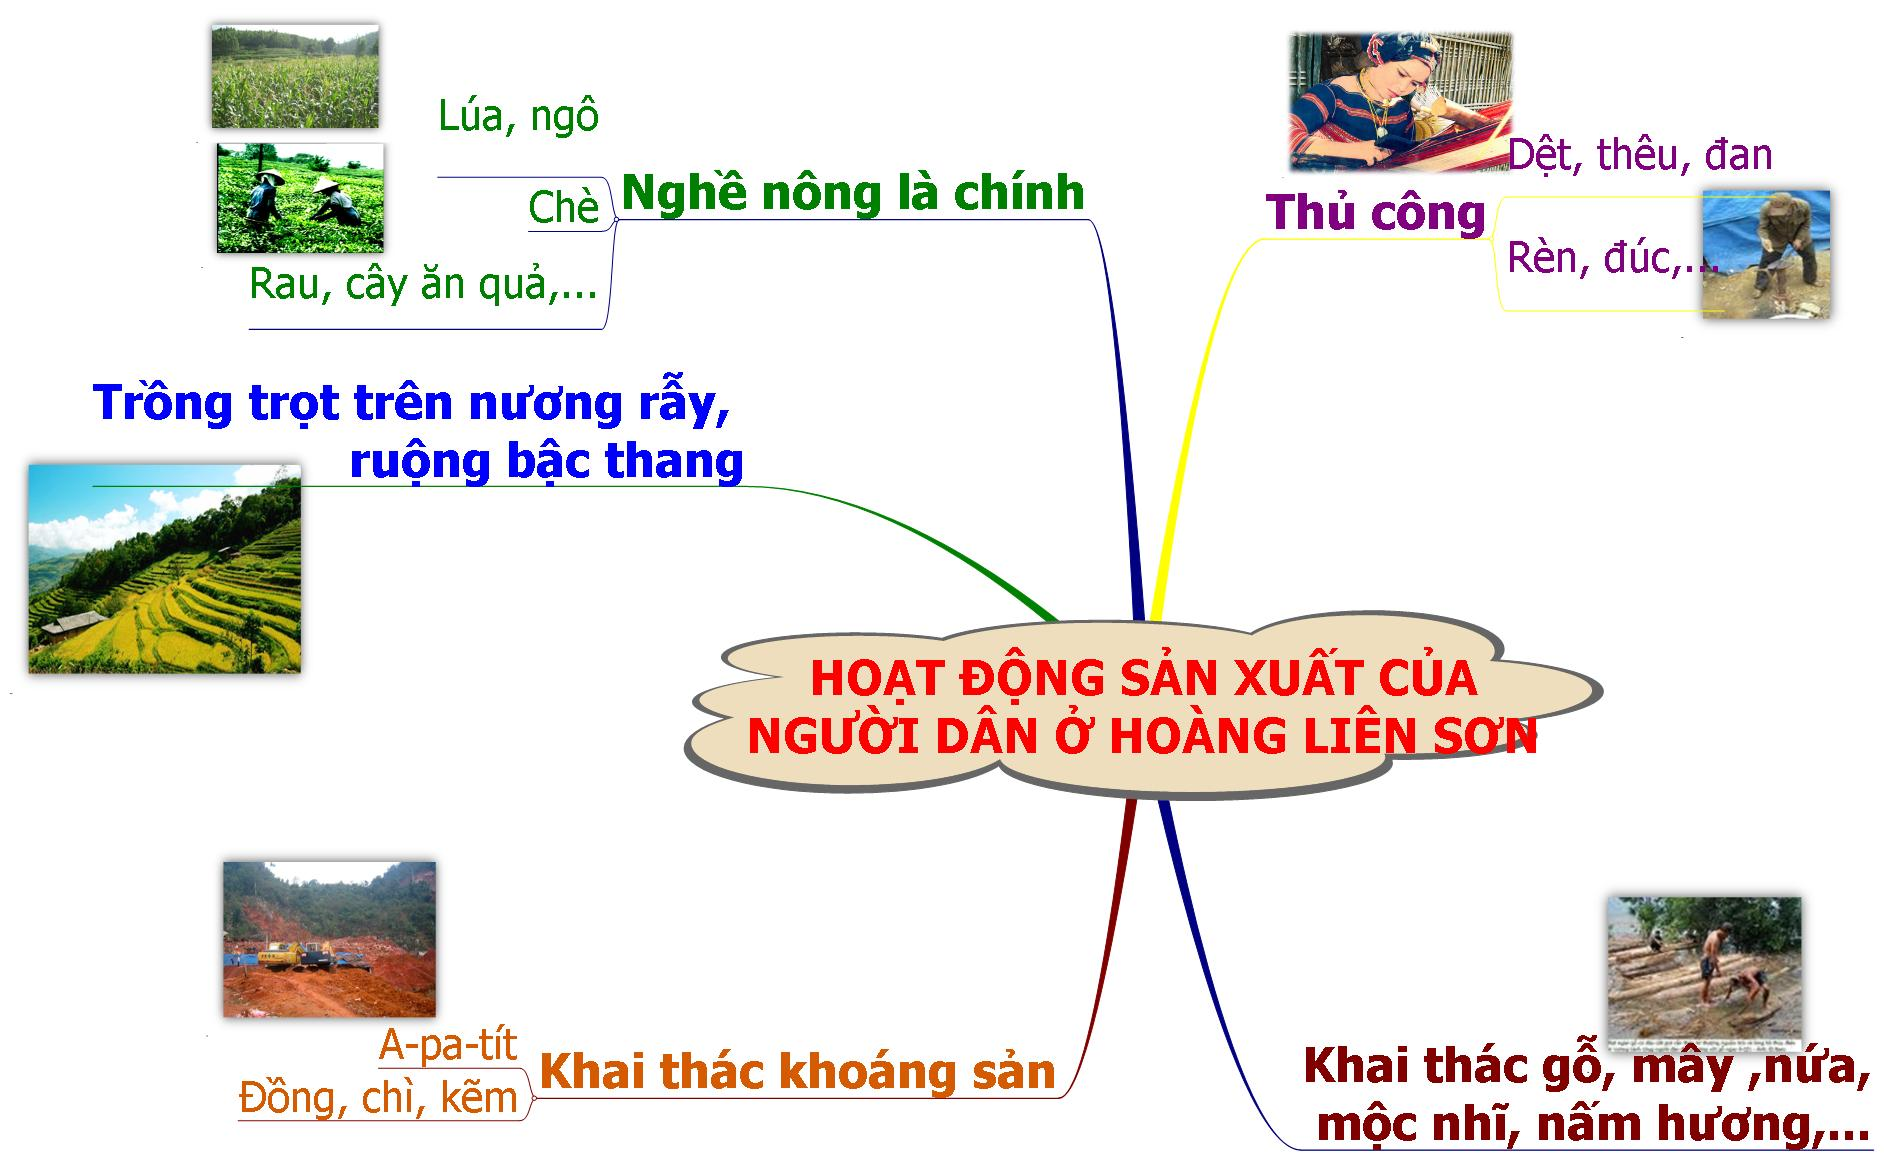 HOẠT ĐỘNG SẢN XUẤT CỦA
NGƯỜI DÂN Ở HOÀNG LIÊN SƠN
Nghề nông là chính
Lúa, ngô
Chè
Rau, cây ăn quả,...
Trồng trọt trên nương rẫy,
ruộng bậc thang
Khai thác khoáng sản
A-pa-tít
Đồng, chì, kẽm
Thủ công
Dệt, thêu, đan
Rèn, đúc,...
Khai thác gỗ, mây ,nứa,
mộc nhĩ, nấm hương,...